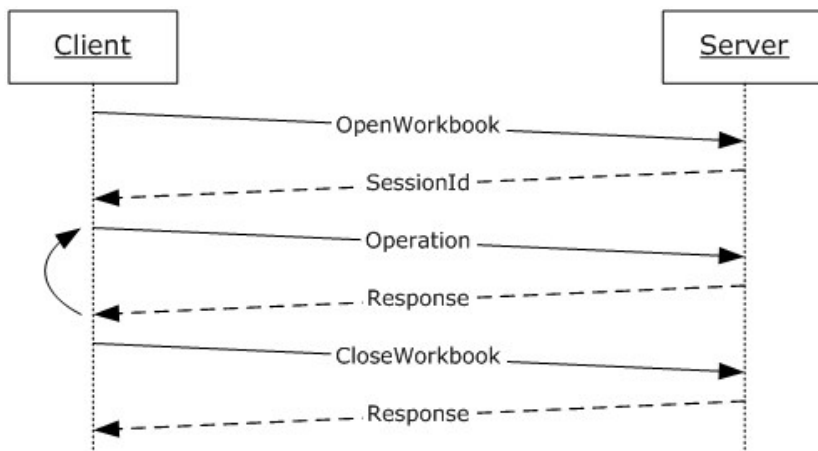 Client
Server
OpenWorkbook
SessionId
Operation
Response
CloseWorkbook
Response